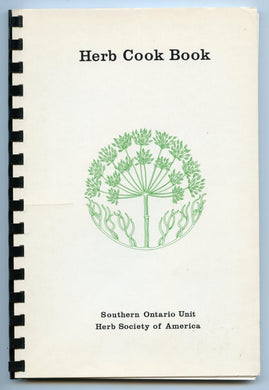 Herb Cook Book
Southern Ontario Unit
Herb Society of America